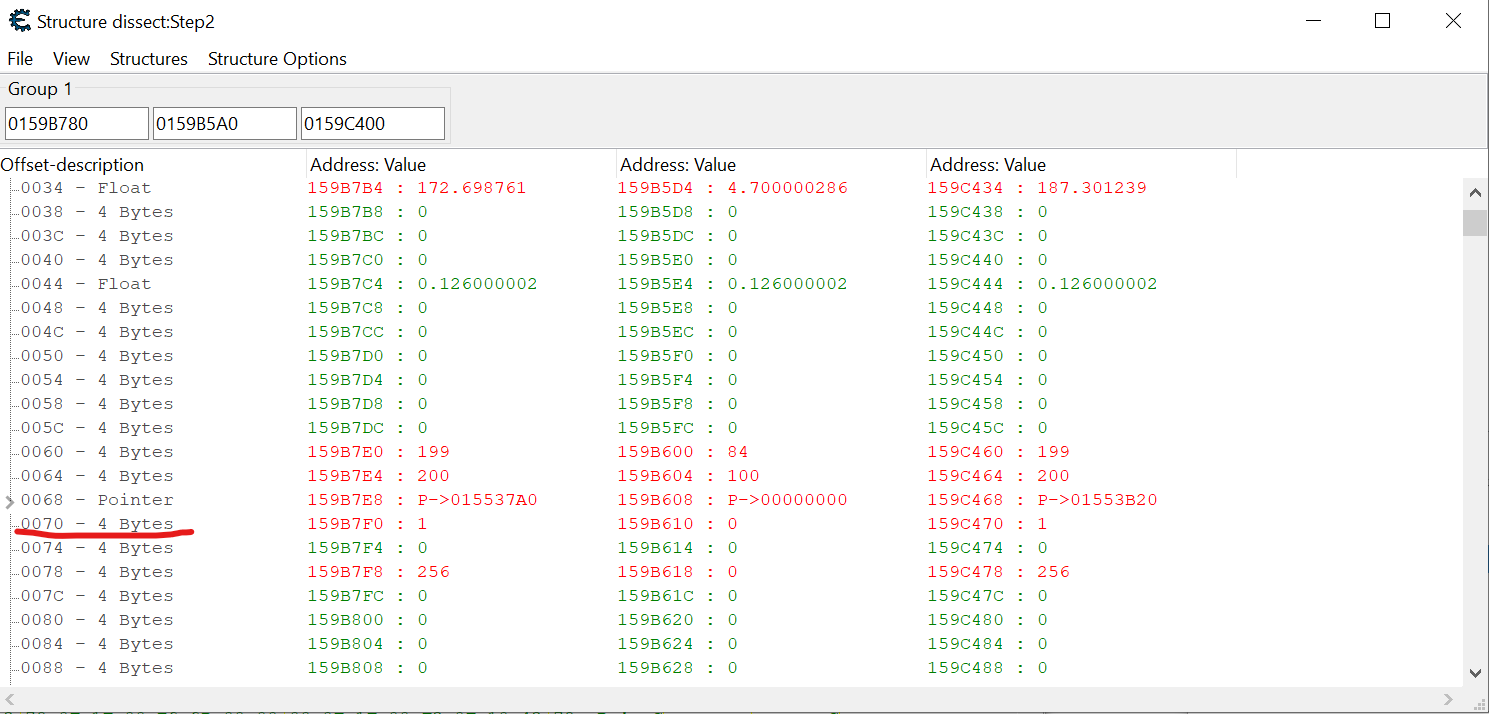 Structure dissect:Step2
File View Structures Structure Options
Group 1
0159B780 0159B5A0 0159C400
Offset-description Address: Value Address: Value Address: Value
0034 - Float 159B7B4 : 172.698761 159B5D4 : 4.700000286 159C434 : 187.301239
0038 - 4 Bytes 159B7B8 : 0 159B5D8 : 0 159C438 : 0
003C - 4 Bytes 159B7BC : 0 159B5DC : 0 159C43C : 0
0040 - 4 Bytes 159B7C0 : 0 159B5E0 : 0 159C440 : 0
0044 - Float 159B7C4 : 0.126000002 159B5E4 : 0.126000002 159C444 : 0.126000002
0048 - 4 Bytes 159B7C8 : 0 159B5E8 : 0 159C448 : 0
004C - 4 Bytes 159B7CC : 0 159B5EC : 0 159C44C : 0
0050 - 4 Bytes 159B7D0 : 0 159B5F0 : 0 159C450 : 0
0054 - 4 Bytes 159B7D4 : 0 159B5F4 : 0 159C454 : 0
0058 - 4 Bytes 159B7D8 : 0 159B5F8 : 0 159C458 : 0
005C - 4 Bytes 159B7DC : 0 159B5FC : 0 159C45C : 0
0060 - 4 Bytes 159B7E0 : 199 159B600 : 84 159C460 : 199
0064 - 4 Bytes 159B7E4 : 200 159B604 : 100 159C464 : 200
0068 - Pointer 159B7E8 : P->015537A0 159B608 : P->00000000 159C468 : P->01553B20
0070 - 4 Bytes 159B7F0 : 1 159B610 : 0 159C470 : 1
0074 - 4 Bytes 159B7F4 : 0 159B614 : 0 159C474 : 0
0078 - 4 Bytes 159B7F8 : 256 159B618 : 0 159C478 : 256
007C - 4 Bytes 159B7FC : 0 159B61C : 0 159C47C : 0
0080 - 4 Bytes 159B800 : 0 159B620 : 0 159C480 : 0
0084 - 4 Bytes 159B804 : 0 159B624 : 0 159C484 : 0
0088 - 4 Bytes 159B808 : 0 159B628 : 0 159C488 : 0